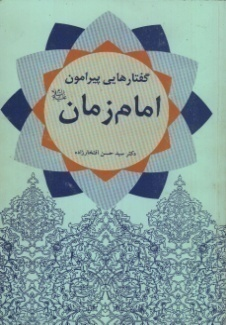 گفتارهایی پیرامون
امام زمان
دکتر سید حسن افتخارزاده